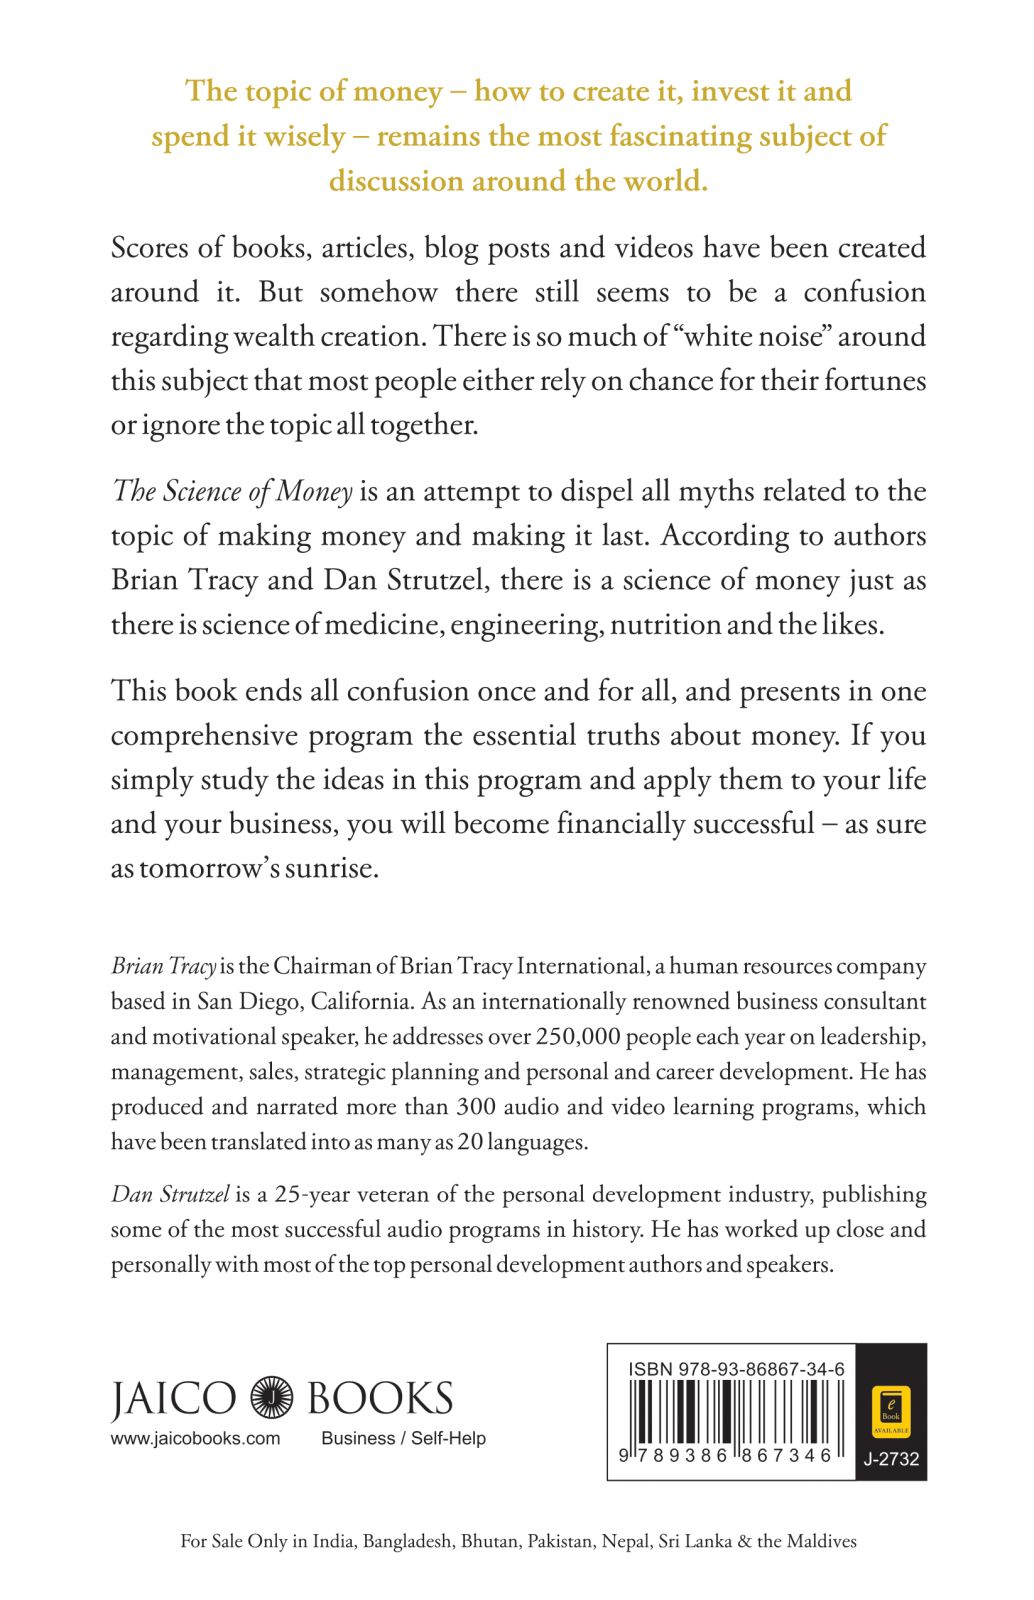 The topic of money – how to create it, invest it and
spend it wisely – remains the most fascinating subject of
discussion around the world.
Scores of books, articles, blog posts and videos have been created
around it. But somehow there still seems to be a confusion
regarding wealth creation. There is so much of “white noise” around
this subject that most people either rely on chance for their fortunes
or ignore the topic all together.
The Science of Money is an attempt to dispel all myths related to the
topic of making money and making it last. According to authors
Brian Tracy and Dan Strutzel, there is a science of money just as
there is science of medicine, engineering, nutrition and the likes.
This book ends all confusion once and for all, and presents in one
comprehensive program the essential truths about money. If you
simply study the ideas in this program and apply them to your life
and your business, you will become financially successful – as sure
as tomorrow’s sunrise.
Brian Tracy is the Chairman of Brian Tracy International, a human resources company
based in San Diego, California. As an internationally renowned business consultant
and motivational speaker, he addresses over 250,000 people each year on leadership,
management, sales, strategic planning and personal and career development. He has
produced and narrated more than 300 audio and video learning programs, which
have been translated into as many as 20 languages.
Dan Strutzel is a 25-year veteran of the personal development industry, publishing
some of the most successful audio programs in history. He has worked up close and
personally with most of the top personal development authors and speakers.
JAICO J BOOKS
www.jaicobooks.com Business / Self-Help
ISBN 978-93-86867-34-6
9 789386 867346
e
Book
AVAILABLE
J-2732
For Sale Only in India, Bangladesh, Bhutan, Pakistan, Nepal, Sri Lanka & the Maldives